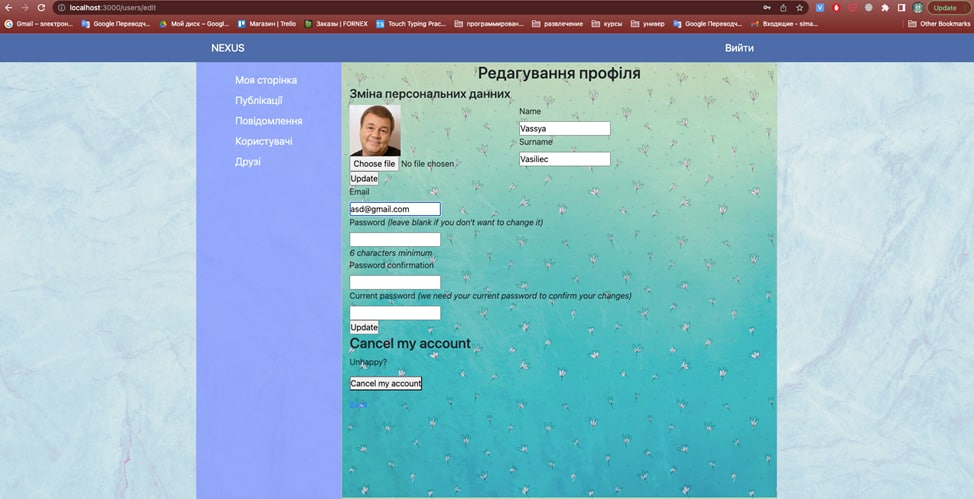 localhost:3000/users/edit
Update
Gmail – электрон...
Google Переводч...
Мой диск – Googl...
Магазин | Trello
Заказы | FORNEX
Touch Typing Prac...
программирован...
развлечение
курсы
универ
Google Переводч...
Входящие - sima...
Other Bookmarks
NEXUS
Вийти
Моя сторінка
Публікації
Повідомлення
Користувачі
Друзі
Редагування профіля
Зміна персональних данних
Name
Vassya
Surname
Vasiliec
Choose file No file chosen
Update
Email
asd@gmail.com
Password (leave blank if you don't want to change it)
6 characters minimum
Password confirmation
Current password (we need your current password to confirm your changes)
Update
Cancel my account
Unhappy?
Cancel my account
Back